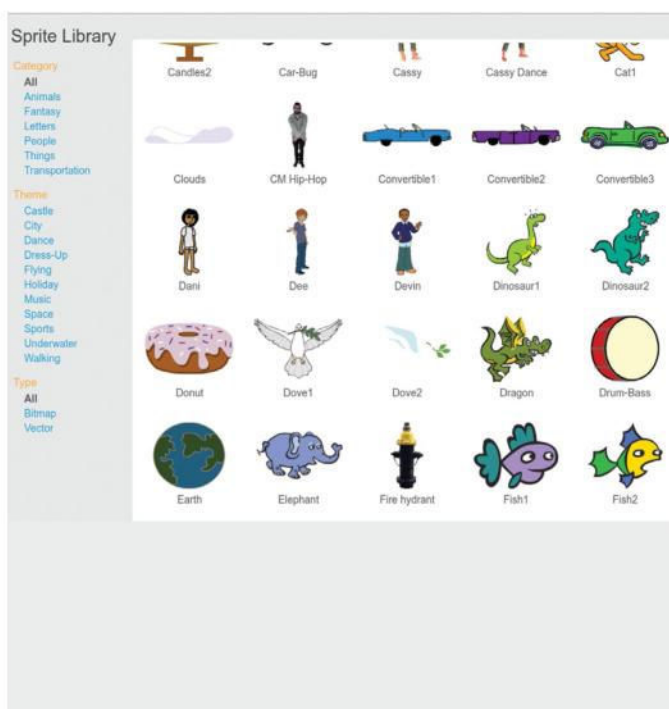 Sprite Library
Category
All
Animals
Fantasy
Letters
People
Things
Transportation
Theme
Castle
City
Dance
Dress-Up
Flying
Holiday
Music
Space
Sports
Underwater
Walking
Type
All
Bitmap
Vector
Candles2 Car-Bug Cassy Cassy Dance Cat1
Clouds CM Hip-Hop Convertible1 Convertible2 Convertible3
Dani Dee Devin Dinosaur1 Dinosaur2
Donut Dove1 Dove2 Dragon Drum-Bass
Earth Elephant Fire hydrant Fish1 Fish2